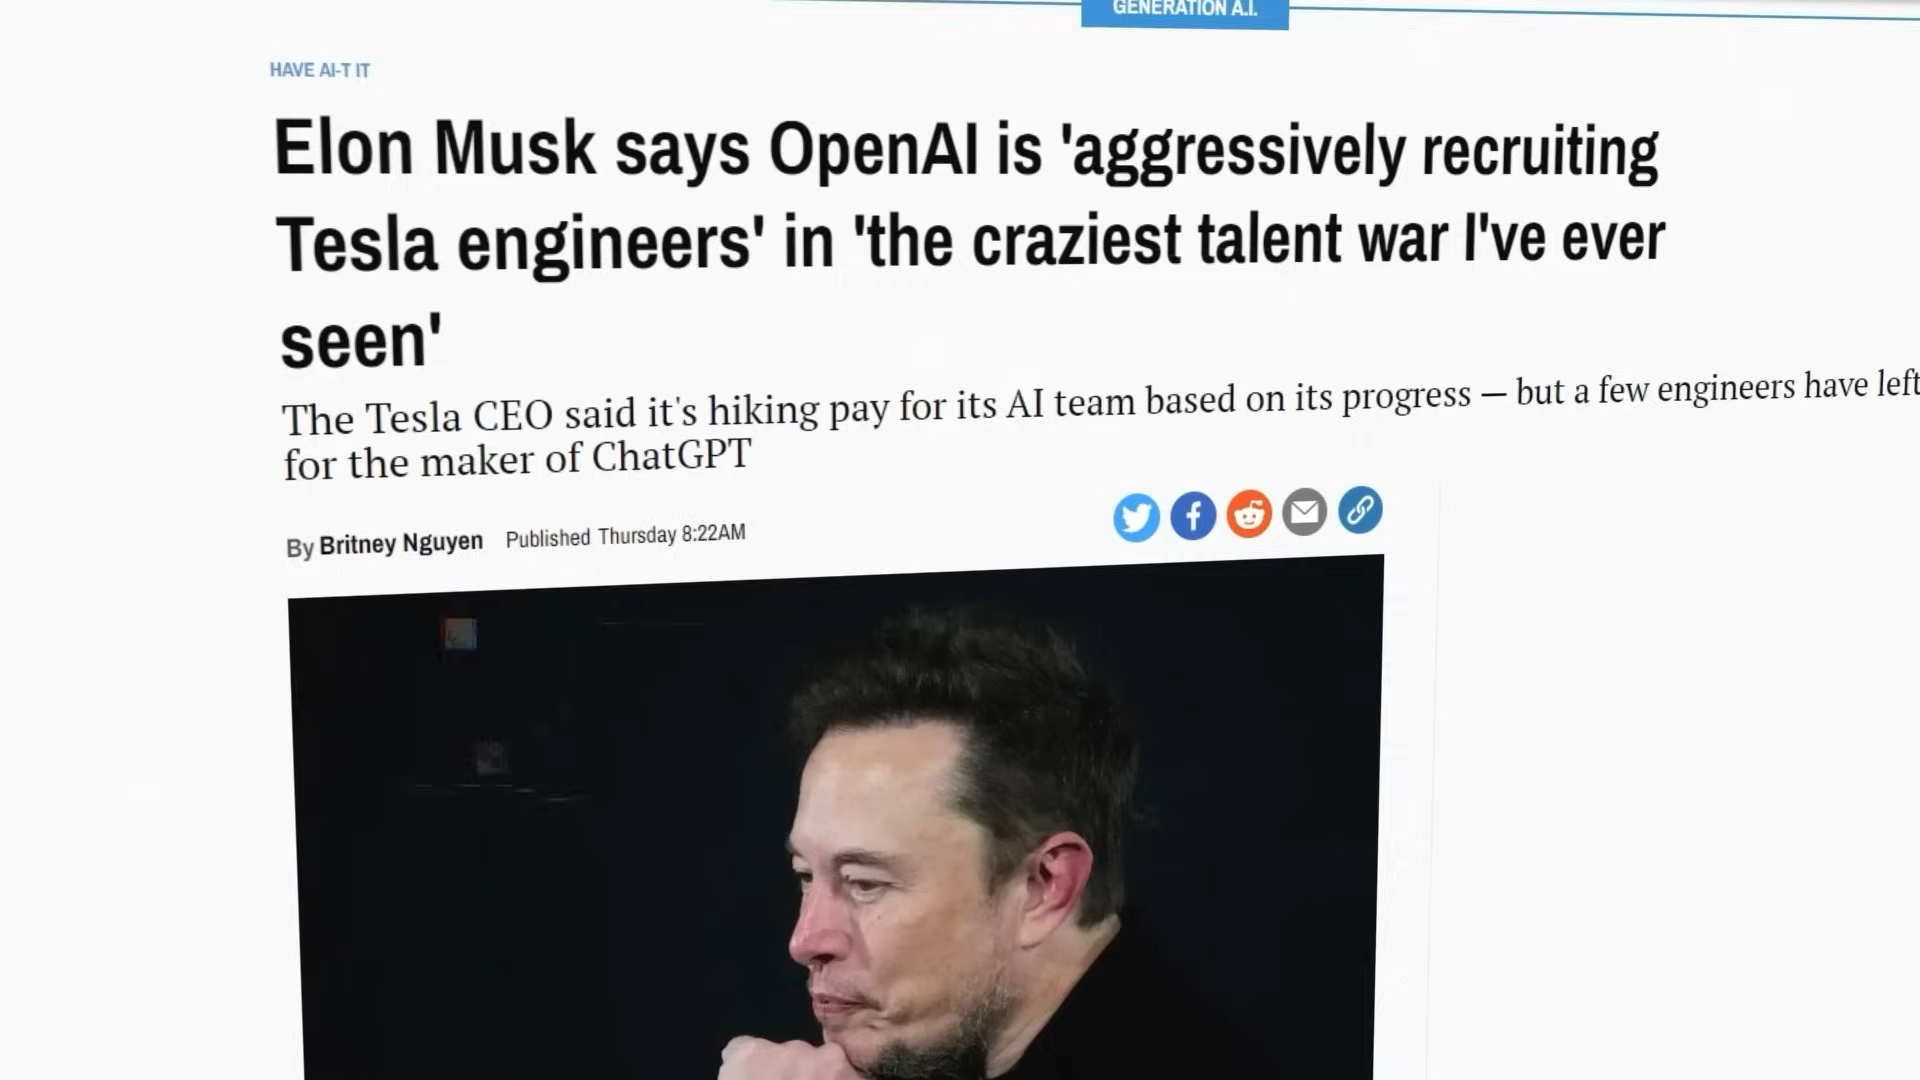 GENERATION A.I.
HAVE AI-T IT
Elon Musk says OpenAI is 'aggressively recruiting
Tesla engineers' in 'the craziest talent war I've ever
seen'
The Tesla CEO said it's hiking pay for its AI team based on its progress — but a few engineers have left
for the maker of ChatGPT
By Britney Nguyen Published Thursday 8:22AM